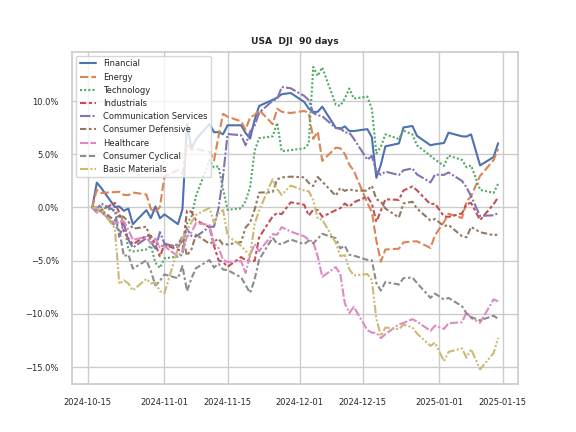 USA DJI 90 days
Financial
Energy
Technology
Industrials
Communication Services
Consumer Defensive
Healthcare
Consumer Cyclical
Basic Materials
10.0%
5.0%
0.0%
−5.0%
−10.0%
−15.0%
2024-10-15 2024-11-01 2024-11-15 2024-12-01 2024-12-15 2025-01-01 2025-01-15